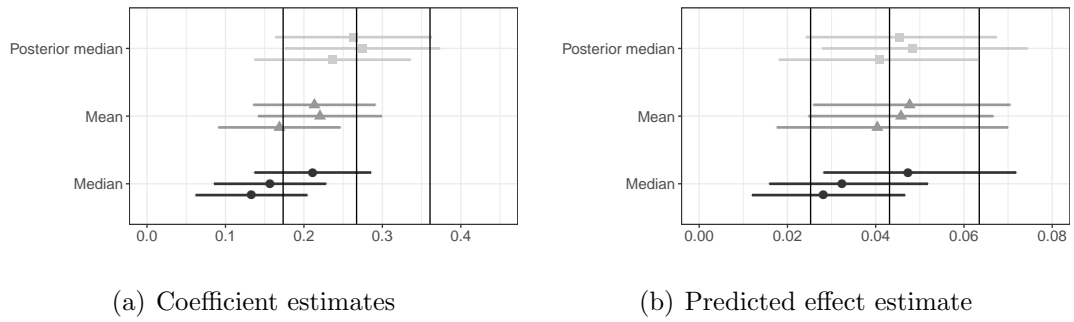 Posterior median
Mean
Median
0.0 0.1 0.2 0.3 0.4
(a) Coefficient estimates
Posterior median
Mean
Median
0.00 0.02 0.04 0.06 0.08
(b) Predicted effect estimate